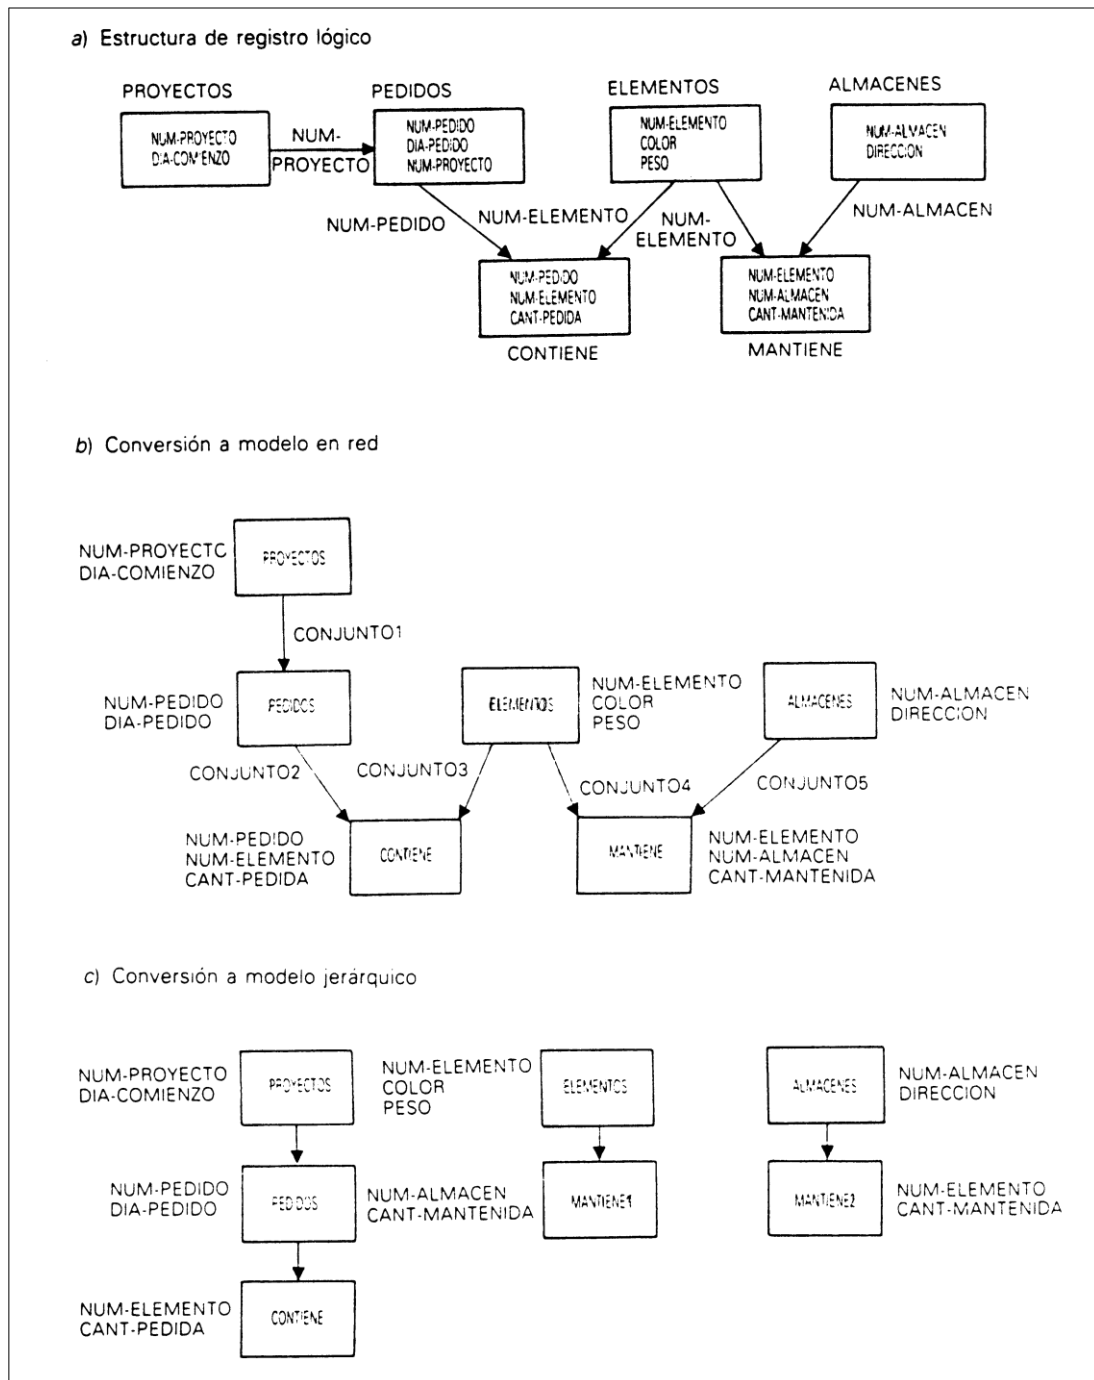 a) Estructura de registro lógico
PROYECTOS
PEDIDOS
ELEMENTOS
ALMACENES
NUM-PROYECTO
DIA-COMIENZO
NUM-
PROYECTO
NUM-PEDIDO
DIA-PEDIDO
NUM-PROYECTO
NUM-ELEMENTO
COLOR
PESO
NUM-ALMACEN
DIRECCION
NUM-PEDIDO
NUM-ELEMENTO
NUM-
ELEMENTO
NUM-ALMACEN
NUM-PEDIDO
NUM-ELEMENTO
CANT-PEDIDA
NUM-ELEMENTO
NUM-ALMACEN
CANT-MANTENIDA
CONTIENE
MANTIENE
b) Conversión a modelo en red
NUM-PROYECTC
DIA-COMIENZO
PROYECTOS
CONJUNTO1
NUM-PEDIDO
DIA-PEDIDO
PEDIDOS
ELEMENTOS
NUM-ELEMENTO
COLOR
PESO
ALMACENES
NUM-ALMACEN
DIRECCION
CONJUNTO2
CONJUNTO3
CONJUNTO4
CONJUNTO5
NUM-PEDIDO
NUM-ELEMENTO
CANT-PEDIDA
CONTIENE
MANTIENE
NUM-ELEMENTO
NUM-ALMACEN
CANT-MANTENIDA
c) Conversión a modelo jerárquico
NUM-PROYECTO
DIA-COMIENZO
PROYECTOS
NUM-ELEMENTO
COLOR
PESO
ELEMENTOS
ALMACENES
NUM-ALMACEN
DIRECCION
NUM-PEDIDO
DIA-PEDIDO
PEDIDOS
NUM-ALMACEN
CANT-MANTENIDA
MANTIENE1
MANTIENE2
NUM-ELEMENTO
CANT-MANTENIDA
NUM-ELEMENTO
CANT-PEDIDA
CONTIENE